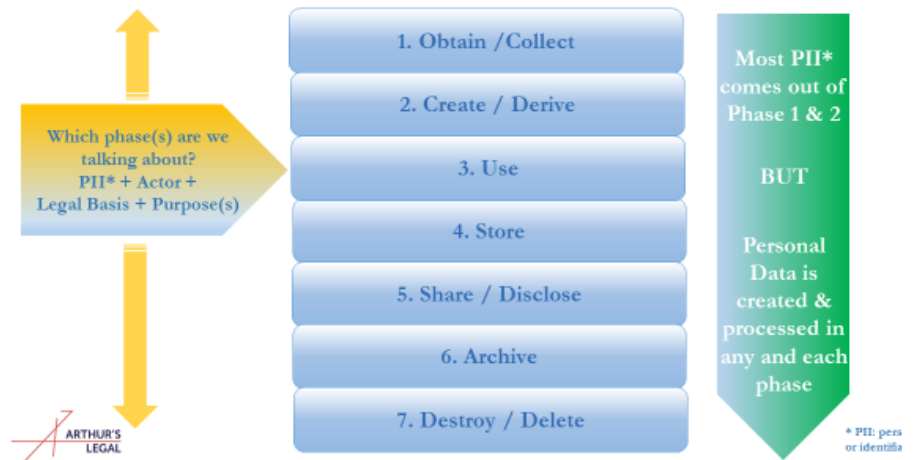 Which phase(s) are we
talking about?
PII* + Actor +
Legal Basis + Purpose(s)
1. Obtain /Collect
2. Create / Derive
3. Use
4. Store
5. Share / Disclose
6. Archive
7. Destroy / Delete
Most PII*
comes out of
Phase 1 & 2
BUT
Personal
Data is
created &
processed in
any and each
phase
ARTHUR'S
LEGAL
* PII: pers
or identifia